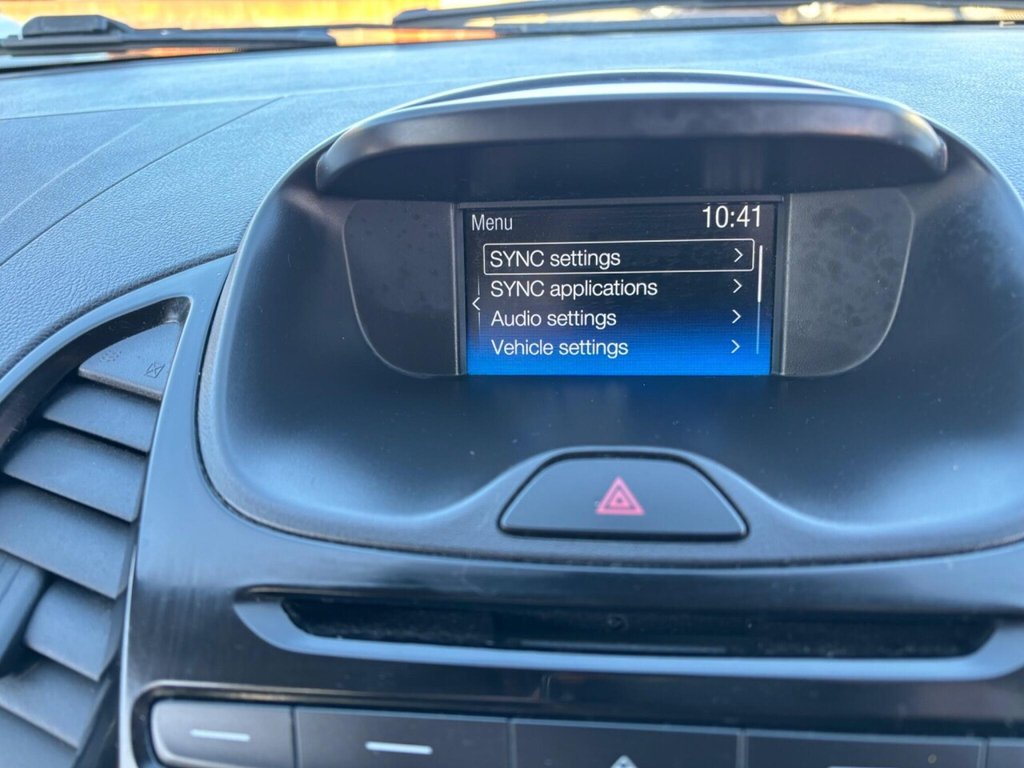 Menu 10:41
SYNC settings
SYNC applications
Audio settings
Vehicle settings